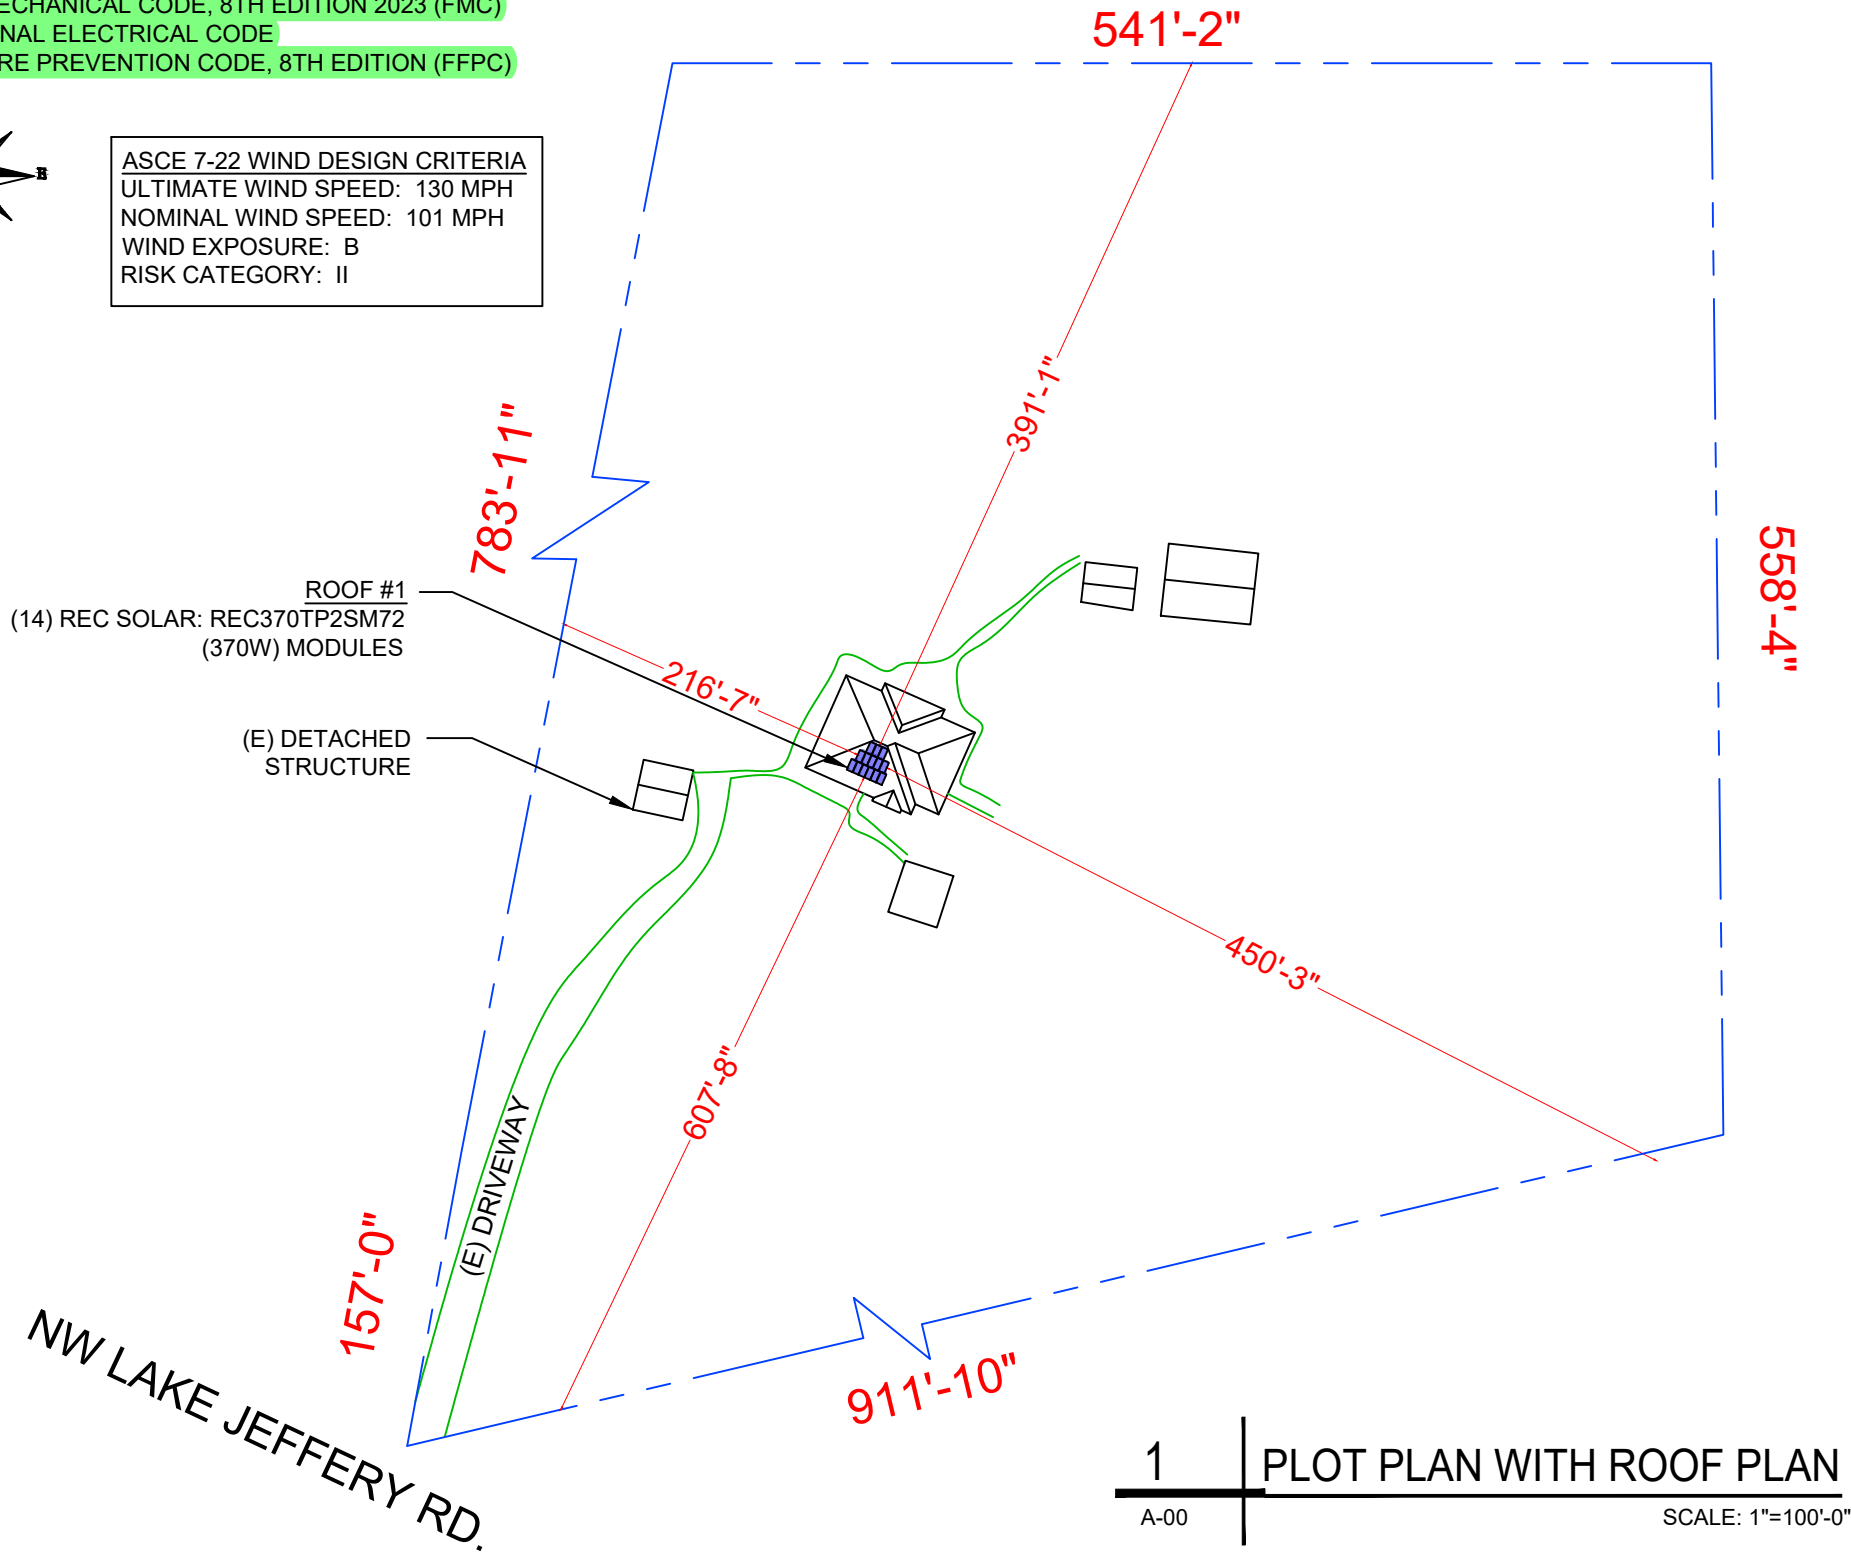 ECHANICAL CODE, 8TH EDITION 2023 (FMC)
NAL ELECTRICAL CODE
RE PREVENTION CODE, 8TH EDITION (FFPC)
541'-2"
ASCE 7-22 WIND DESIGN CRITERIA
ULTIMATE WIND SPEED: 130 MPH
NOMINAL WIND SPEED: 101 MPH
WIND EXPOSURE: B
RISK CATEGORY: II
391'-1"
783'-11"
558'-4"
ROOF #1
(14) REC SOLAR: REC370TP2SM72
(370W) MODULES
216'-7"
(E) DETACHED
STRUCTURE
450'-3"
607'-8"
(E) DRIVEWAY
157'-0"
911'-10"
NW LAKE JEFFERY RD.
1
PLOT PLAN WITH ROOF PLAN
A-00
SCALE: 1"=100'-0"